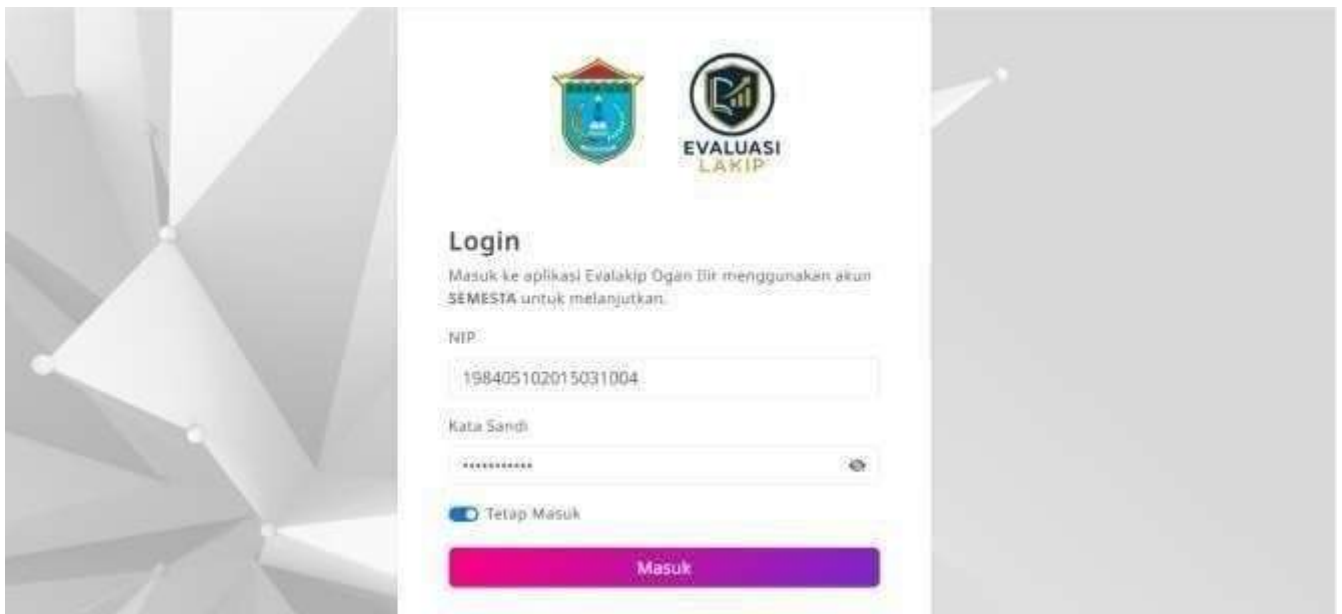 EVALUASI
LAKIP
Login
Masuk ke aplikasi Evalakip Ogan Ilir menggunakan akun
SEMESTA untuk melanjutkan.
NIP
198405102015031004
Kata Sandi
Tetap Masuk
Masuk